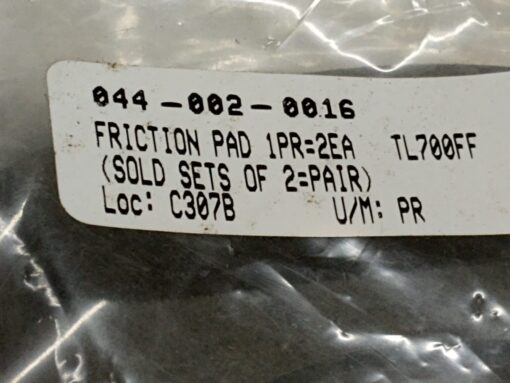 044-002-0016
FRICTION PAD 1PR=2EA TL700FF
(SOLD SETS OF 2=PAIR)
Loc: C307B U/M: PR